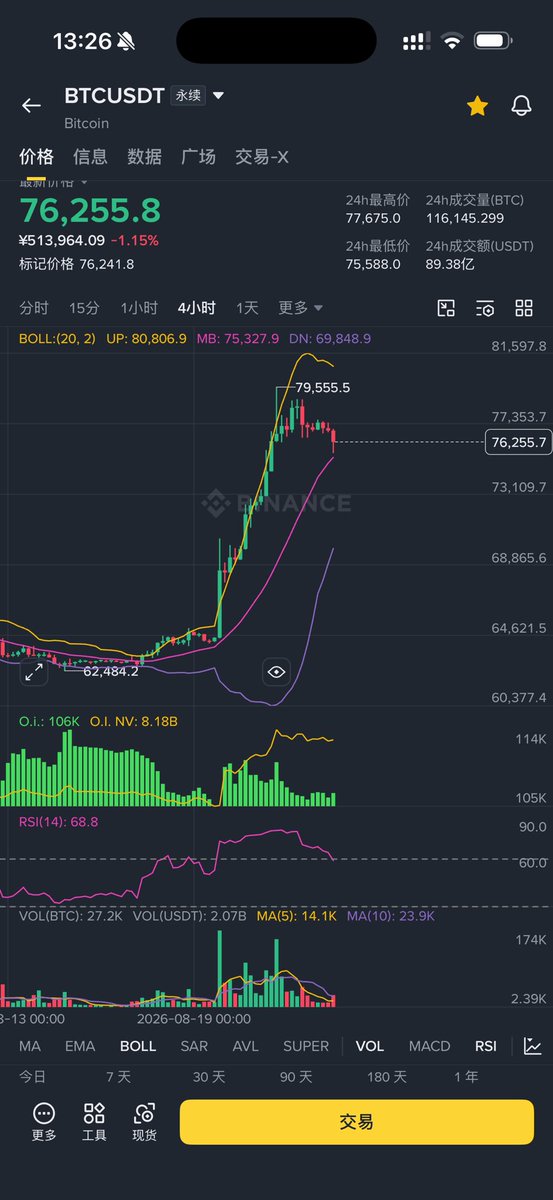 13:26
BTCUSDT 永续
Bitcoin
价格 信息 数据 广场 交易-X
最新价格
76,255.8
¥513,964.09 -1.15%
标记价格 76,241.8
24h最高价 24h成交量(BTC)
77,675.0 116,145.299
24h最低价 24h成交额(USDT)
75,588.0 89.38亿
分时 15分 1小时 4小时 1天 更多
BOLL:(20, 2) UP: 80,806.9 MB: 75,327.9 DN: 69,848.9
81,597.8
79,555.5
77,353.7
76,255.7
73,109.7
BINANCE
68,865.6
64,621.5
62,484.2
60,377.4
O.i.: 106K O.I. NV: 8.18B
114K
105K
RSI(14): 68.8
90.0
60.0
VOL(BTC): 27.2K VOL(USDT): 2.07B MA(5): 14.1K MA(10): 23.9K
174K
2.39K
8-13 00:00 2026-08-19 00:00
MA EMA BOLL SAR AVL SUPER VOL MACD RSI
今日 7天 30天 90天 180天 1年
更多 工具 现货 交易